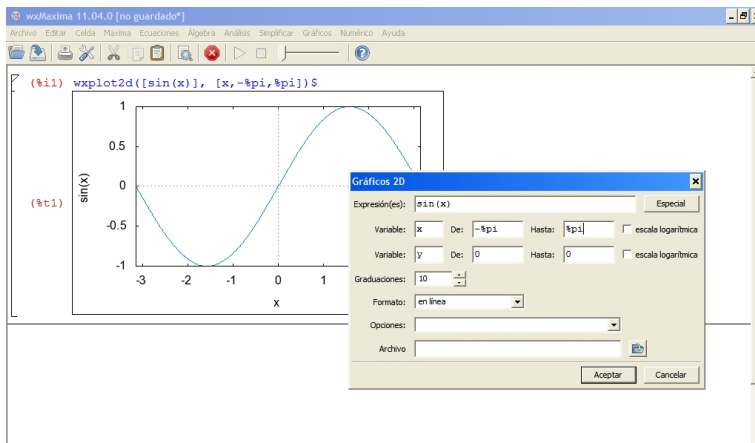 wxMaxima 11.04.0 [no guardado*]
Archivo Editar Celda Maxima Ecuaciones Álgebra Análisis Simplificar Gráficos Numérico Ayuda
(%i1) wxplot2d([sin(x)], [x,-%pi,%pi])$
(%t1)
sin(x)
1
0.5
0
-0.5
-1
-3 -2 -1 0 1
x
Gráficos 2D
Expresión(es): sin(x) Especial
Variable: x De: -%pi Hasta: %pi escala logarítmica
Variable: y De: 0 Hasta: 0 escala logarítmica
Graduaciones: 10
Formato: en línea
Opciones:
Archivo
Aceptar Cancelar